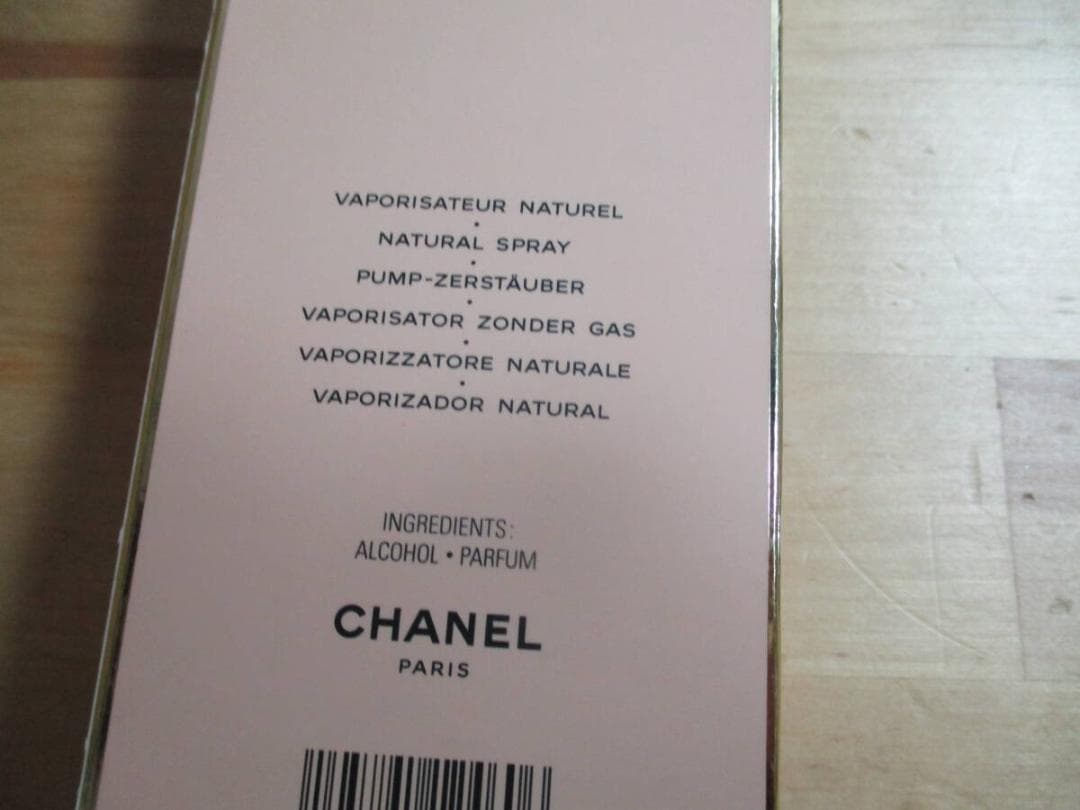 VAPORISATEUR NATUREL
•
NATURAL SPRAY
•
PUMP-ZERSTÄUBER
•
VAPORISATOR ZONDER GAS
•
VAPORIZZATORE NATURALE
•
VAPORIZADOR NATURAL
INGREDIENTS:
ALCOHOL • PARFUM
CHANEL
PARIS